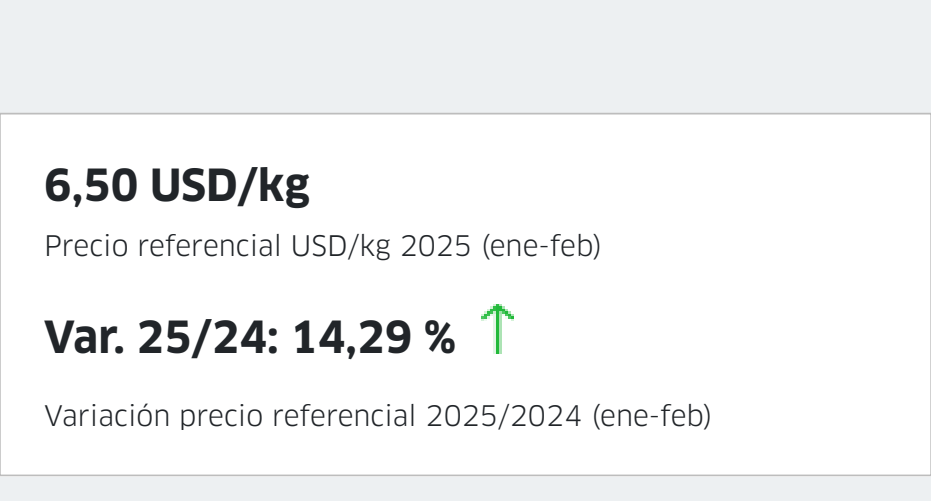 6,50 USD/kg
Precio referencial USD/kg 2025 (ene-feb)
Var. 25/24: 14,29 %
Variación precio referencial 2025/2024 (ene-feb)